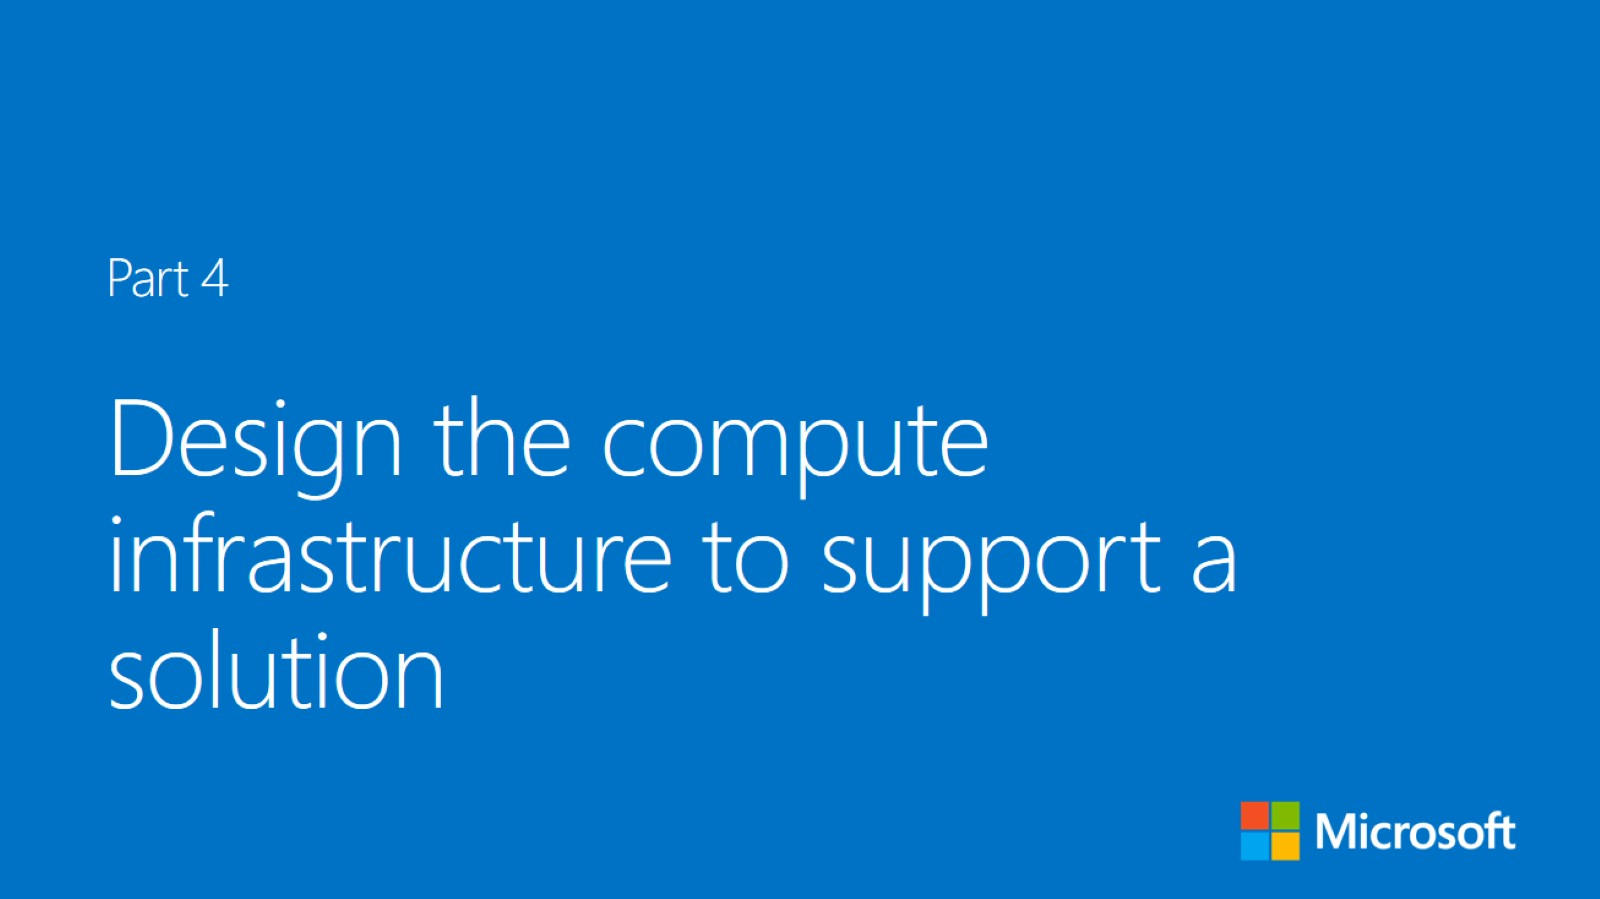 Part 4
Design the compute
infrastructure to support a
solution
Microsoft